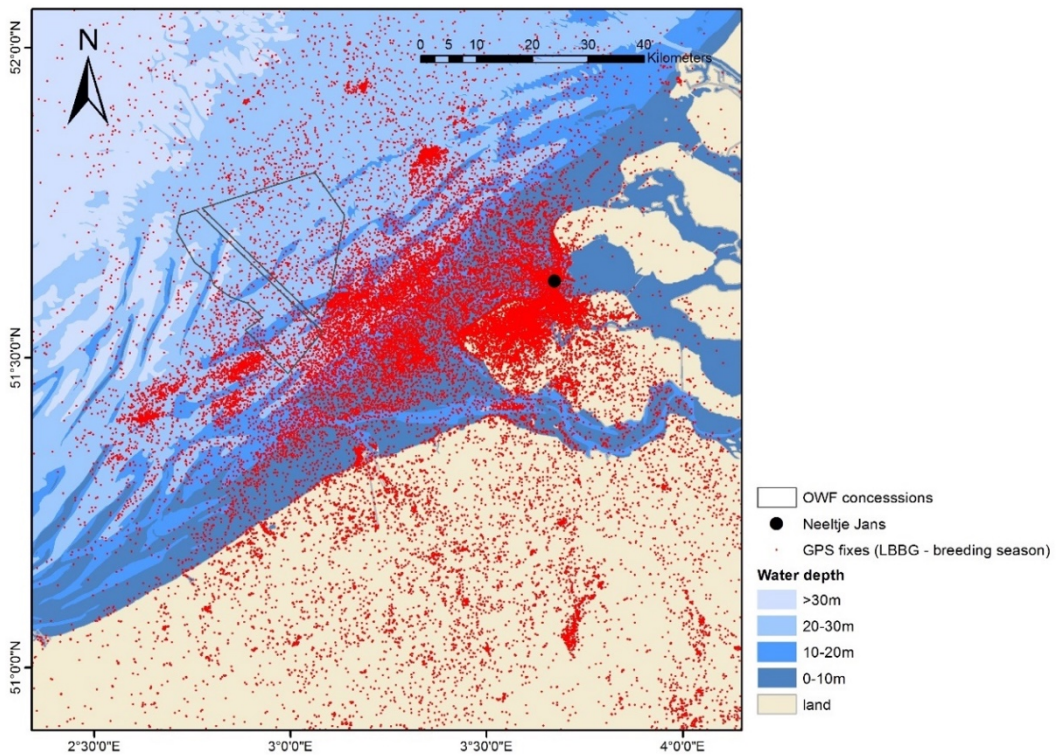 N
0 5 10 20 30 40
Kilometers
52°0'0"N
51°30'0"N
51°0'0"N
2°30'0"E 3°0'0"E 3°30'0"E 4°0'0"E
OWF concesssions
Neeltje Jans
GPS fixes (LBBG - breeding season)
Water depth
>30m
20-30m
10-20m
0-10m
land